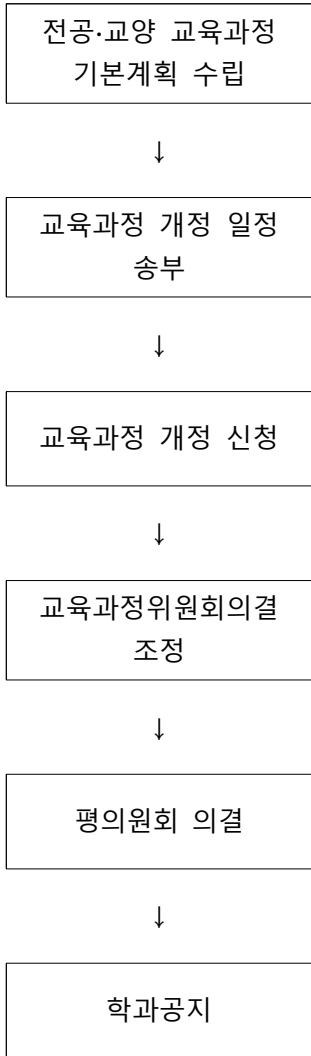 전공·교양 교육과정
기본계획 수립
↓
교육과정 개정 일정
송부
↓
교육과정 개정 신청
↓
교육과정위원회의결
조정
↓
평의원회 의결
↓
학과공지